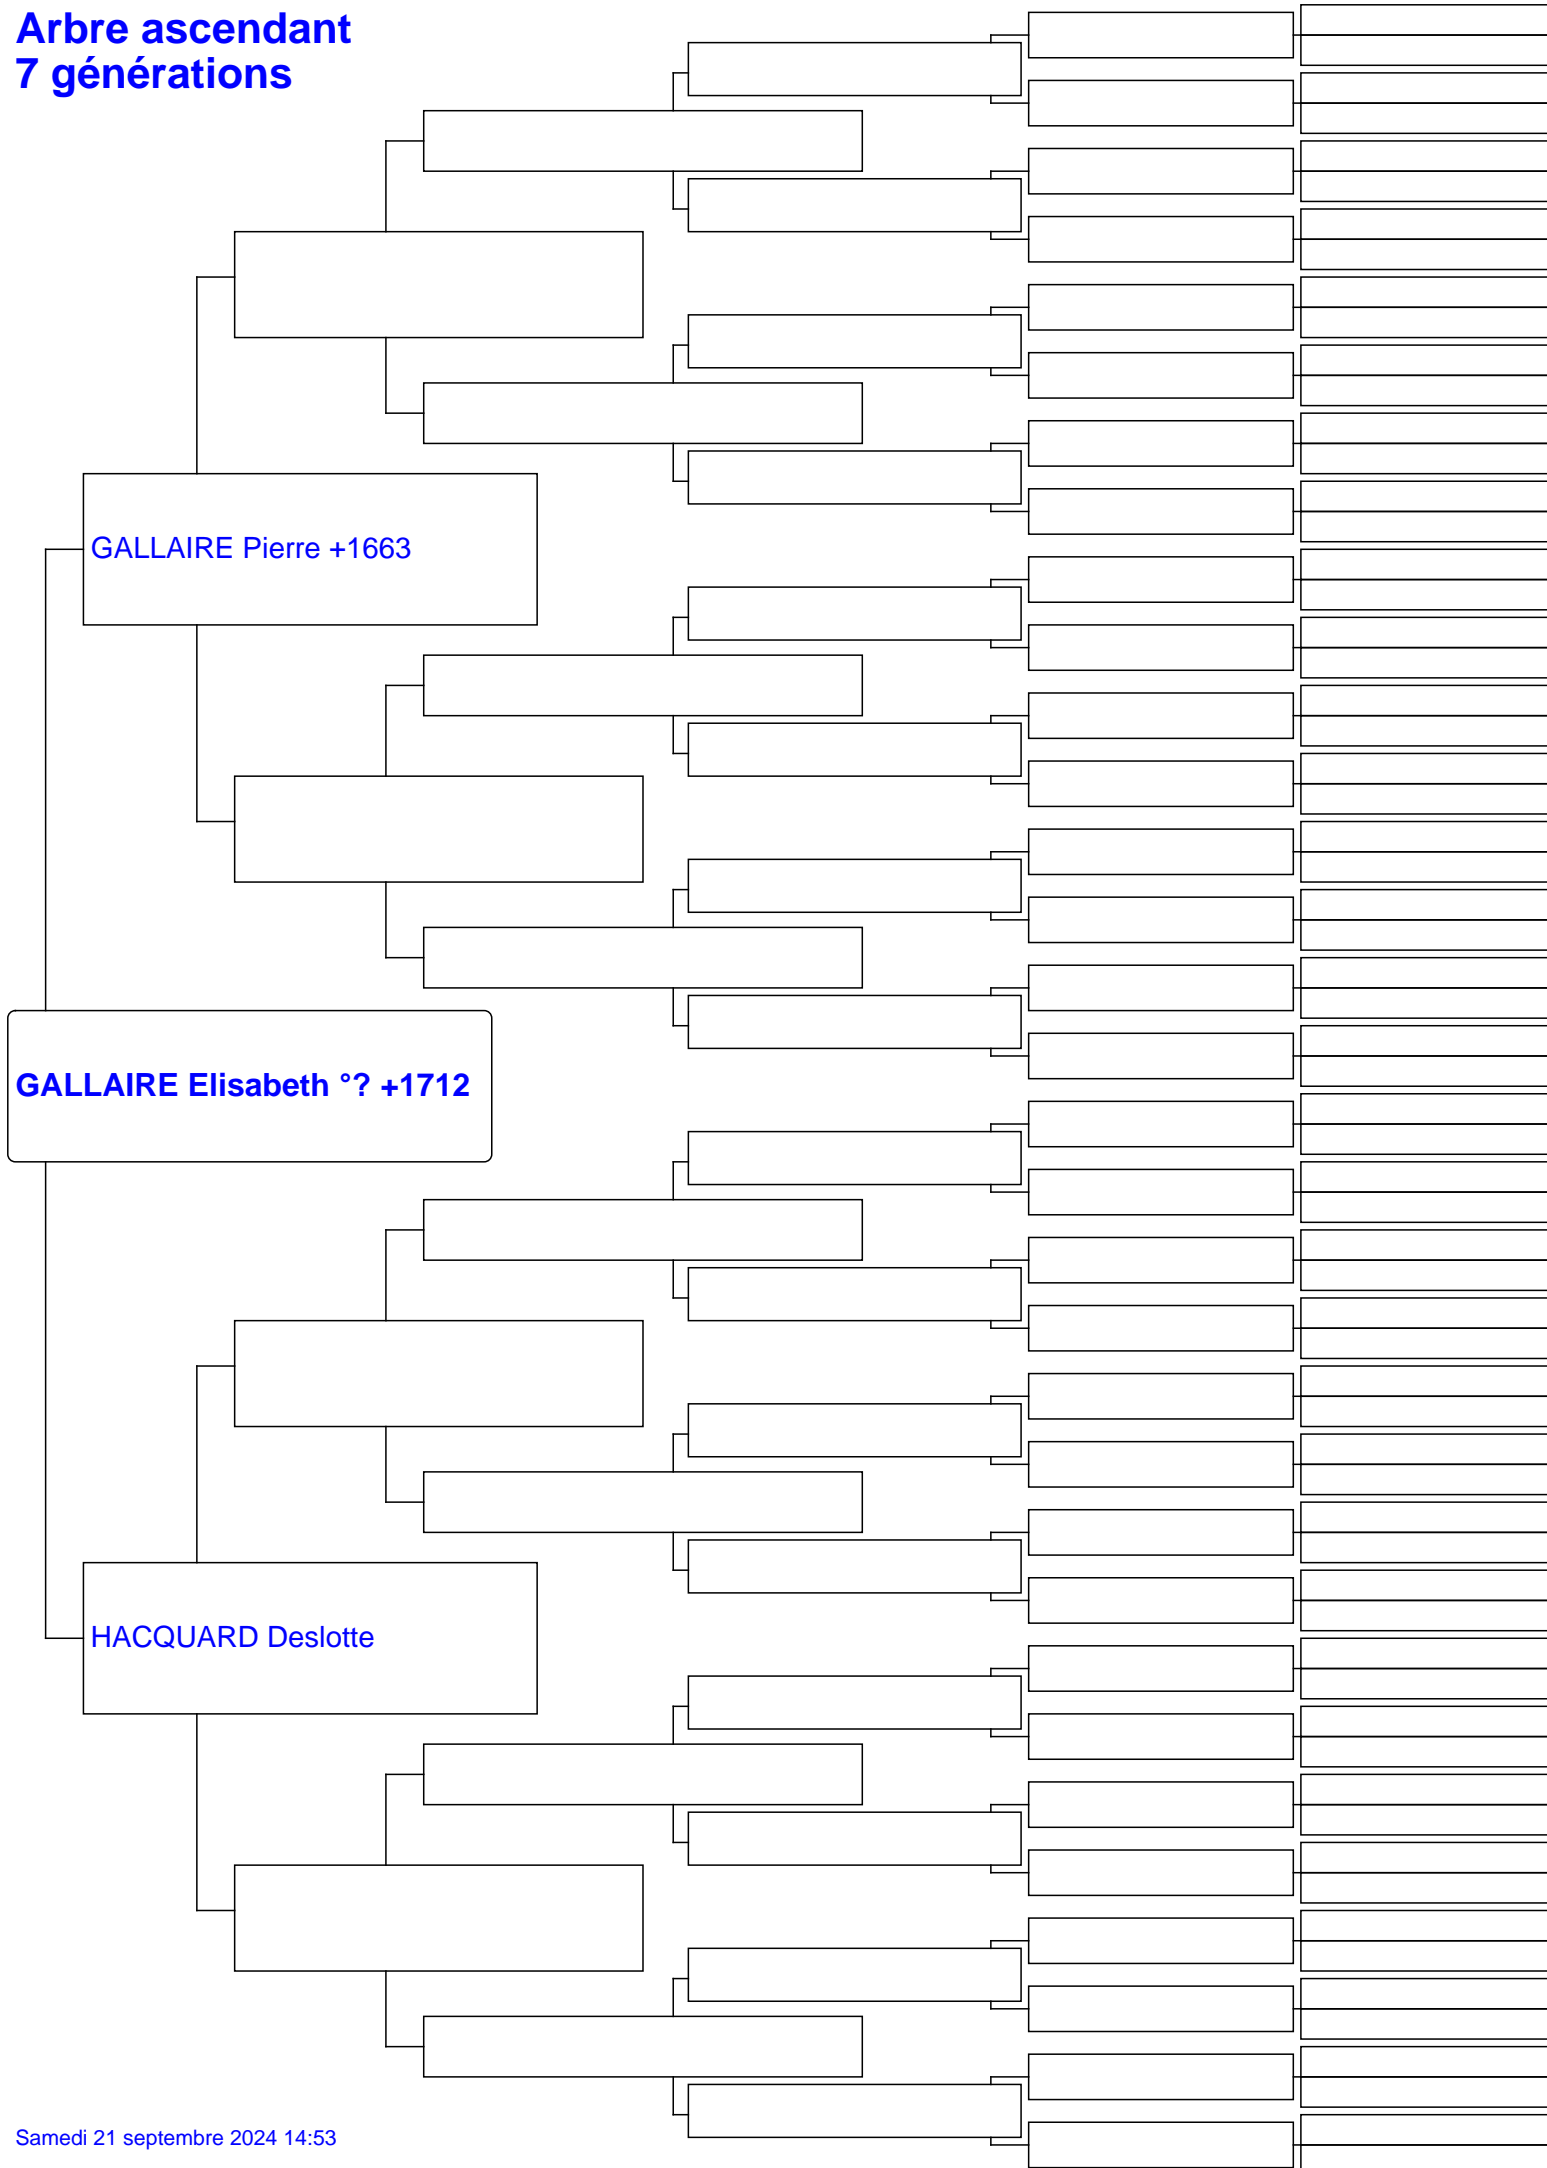 Arbre ascendant
7 générations
GALLAIRE Pierre +1663
GALLAIRE Elisabeth °? +1712
HACQUARD Deslotte
Samedi 21 septembre 2024 14:53